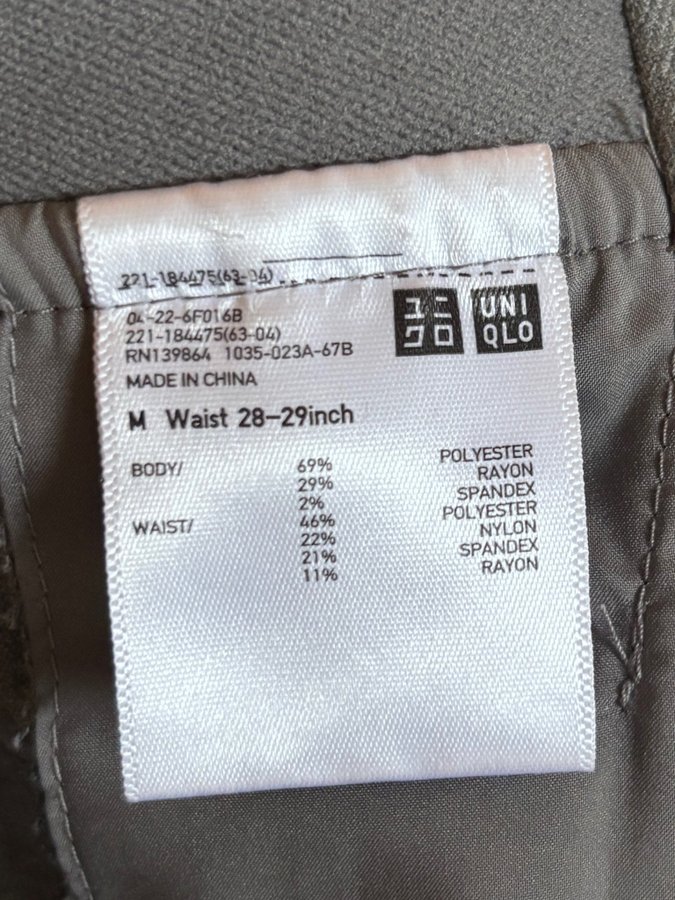 221-184475(63-04)
04-22-6F016B
221-184475(63-04)
RN139864 1035-023A-67B
MADE IN CHINA
ユニ
クロ
UNI
QLO
M Waist 28-29inch
BODY/ 69% POLYESTER
29% RAYON
2% SPANDEX
WAIST/ 46% POLYESTER
22% NYLON
21% SPANDEX
11% RAYON